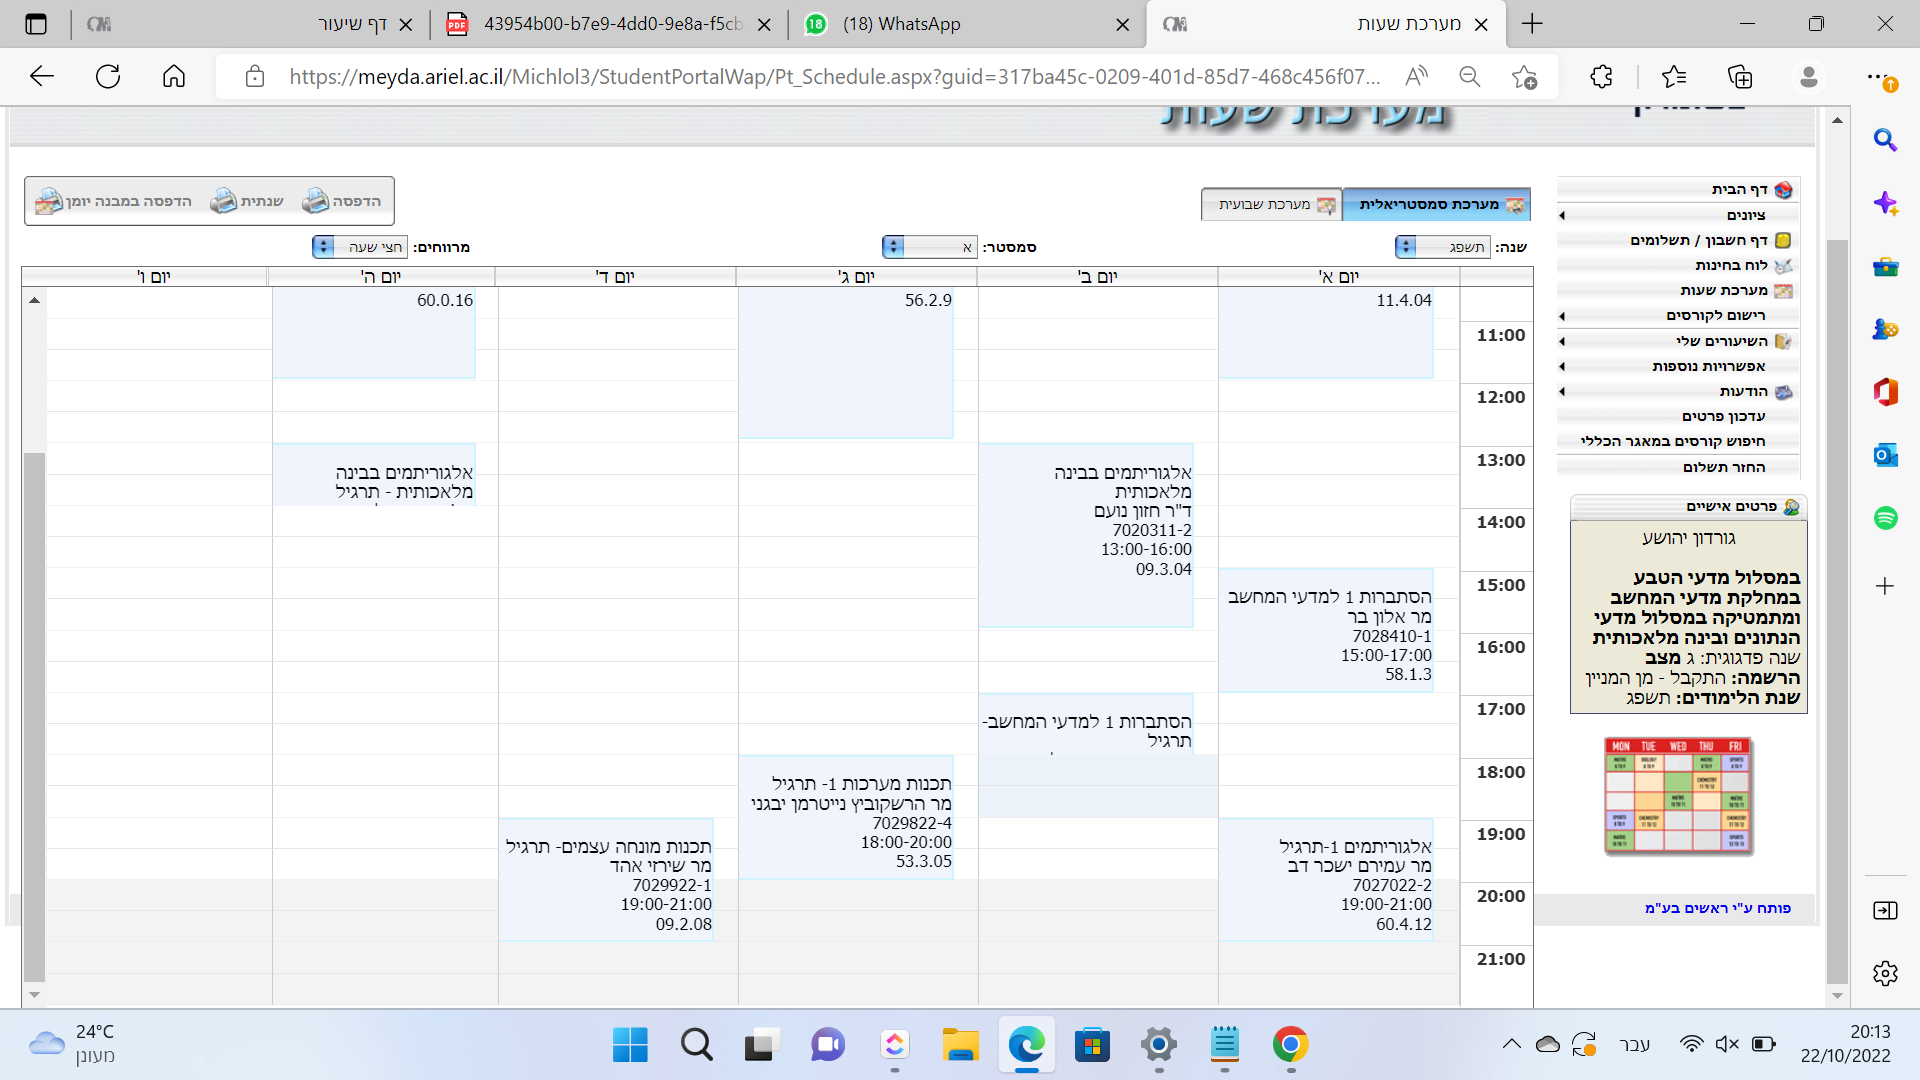 דף שיעור
43954b00-b7e9-4dd0-9e8a-f5cb
(18) WhatsApp
מערכת שעות
https://meyda.ariel.ac.il/Michlol3/StudentPortalWap/Pt_Schedule.aspx?guid=317ba45c-0209-401d-85d7-468c456f07...
מערכת שעות
דף הבית
ציונים
דף חשבון / תשלומים
לוח בחינות
מערכת שעות
רישום לקורסים
השיעורים שלי
אפשרויות נוספות
הודעות
עדכון פרטים
חיפוש קורסים במאגר הכללי
החזר תשלום
פרטים אישיים
גורדון יהושע
במסלול מדעי הטבע
במחלקת מדעי המחשב
ומתמטיקה במסלול מדעי
הנתונים ובינה מלאכותית
שנה פדגוגית: ג מצב
הרשמה: התקבל - מן המניין
שנת הלימודים: תשפג
MON TUE WED THU FRI
פותח ע"י ראשים בע"מ
מערכת סמסטריאלית
מערכת שבועית
הדפסה
שנתית
הדפסה במבנה יומן
שנה: תשפג
סמסטר: א
מרווחים: חצי שעה
יום א'
יום ב'
יום ג'
יום ד'
יום ה'
יום ו'
11:00
12:00
13:00
14:00
15:00
16:00
17:00
18:00
19:00
20:00
21:00
11.4.04
הסתברות 1 למדעי המחשב
מר אלון בר
7028410-1
15:00-17:00
58.1.3
אלגוריתמים 1-תרגיל
מר עמירם ישכר דב
7027022-2
19:00-21:00
60.4.12
אלגוריתמים בבינה
מלאכותית
ד"ר חזון נועם
7020311-2
13:00-16:00
09.3.04
הסתברות 1 למדעי המחשב-
תרגיל
56.2.9
תכנות מערכות 1- תרגיל
מר הרשקוביץ נייטרמן יבגני
7029822-4
18:00-20:00
53.3.05
תכנות מונחה עצמים- תרגיל
מר שירזי אהד
7029922-1
19:00-21:00
09.2.08
60.0.16
אלגוריתמים בבינה
מלאכותית - תרגיל
24°C
מעונן
עבר
20:13
22/10/2022